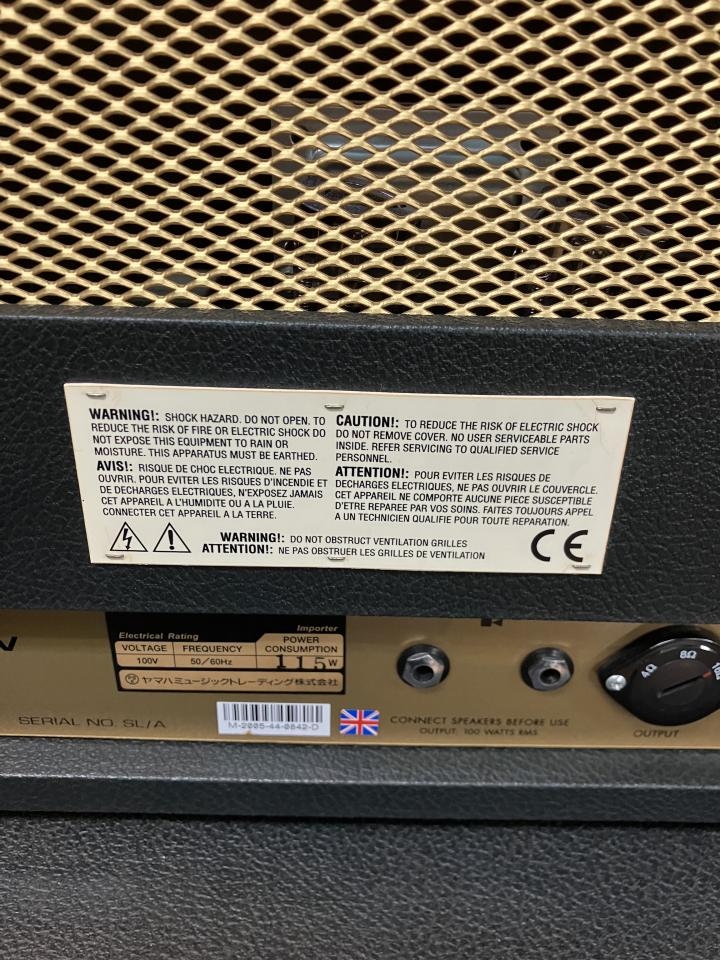 WARNING!: SHOCK HAZARD. DO NOT OPEN. TO
REDUCE THE RISK OF FIRE OR ELECTRIC SHOCK DO
NOT EXPOSE THIS EQUIPMENT TO RAIN OR
MOISTURE. THIS APPARATUS MUST BE EARTHED.
AVIS!: RISQUE DE CHOC ELECTRIQUE. NE PAS
OUVRIR. POUR EVITER LES RISQUES D'INCENDIE ET
DE DECHARGES ELECTRIQUES, N'EXPOSEZ JAMAIS
CET APPAREIL A L'HUMIDITE OU A LA PLUIE.
CONNECTER CET APPAREIL A LA TERRE.
CAUTION!: TO REDUCE THE RISK OF ELECTRIC SHOCK
DO NOT REMOVE COVER. NO USER SERVICEABLE PARTS
INSIDE. REFER SERVICING TO QUALIFIED SERVICE
PERSONNEL.
ATTENTION!: POUR EVITER LES RISQUES DE
DECHARGES ELECTRIQUES, NE PAS OUVRIR LE COUVERCLE.
CET APPAREIL NE COMPORTE AUCUNE PIECE SUSCEPTIBLE
D'ETRE REPAREE PAR VOS SOINS. FAITES TOUJOURS APPEL
A UN TECHNICIEN QUALIFIE POUR TOUTE REPARATION.
WARNING!: DO NOT OBSTRUCT VENTILATION GRILLES
ATTENTION!: NE PAS OBSTRUER LES GRILLES DE VENTILATION
CE
Electrical Rating Importer
VOLTAGE FREQUENCY POWER CONSUMPTION
100V 50/60Hz 115W
ヤマハミュージックトレーディング株式会社
SERIAL NO. SL/A
M-2005-44-0642-D
CONNECT SPEAKERS BEFORE USE
OUTPUT: 100 WATTS RMS
4Ω 8Ω 16Ω
OUTPUT